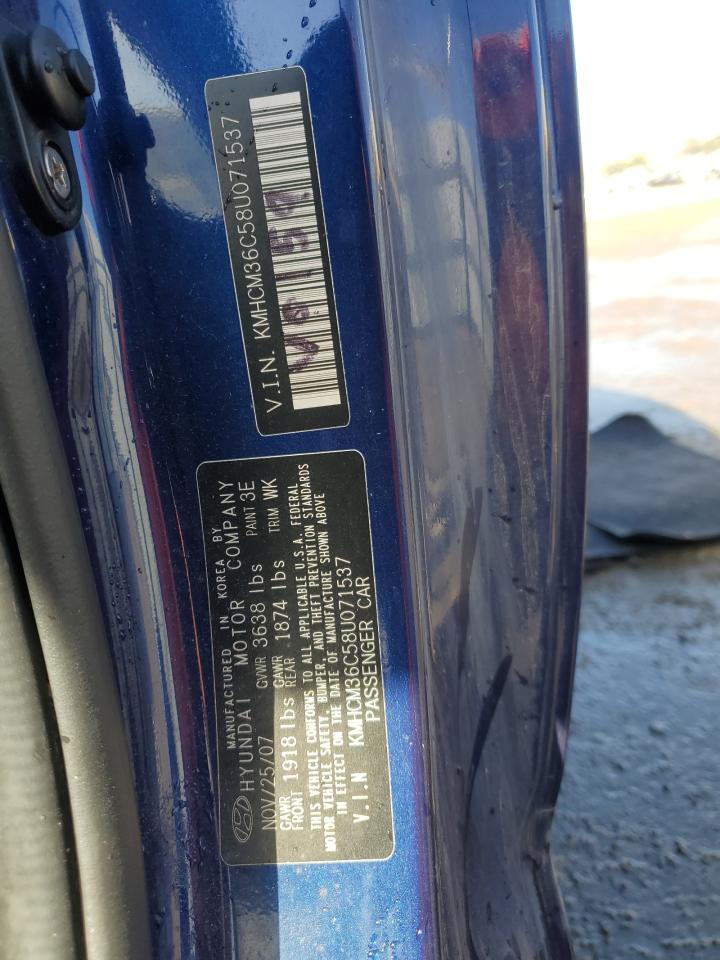 V.I.N. KMHCM36C58U071537
MANUFACTURED IN KOREA BY
HYUNDAI MOTOR COMPANY
NOV/25/07 GVWR 3638 lbs PAINT 3E
GAWR FRONT 1918 lbs GAWR REAR 1874 lbs TRIM WK
THIS VEHICLE CONFORMS TO ALL APPLICABLE U.S.A. FEDERAL
MOTOR VEHICLE SAFETY, BUMPER, AND THEFT PREVENTION STANDARDS
IN EFFECT ON THE DATE OF MANUFACTURE SHOWN ABOVE
V.I.N KMHCM36C58U071537
PASSENGER CAR